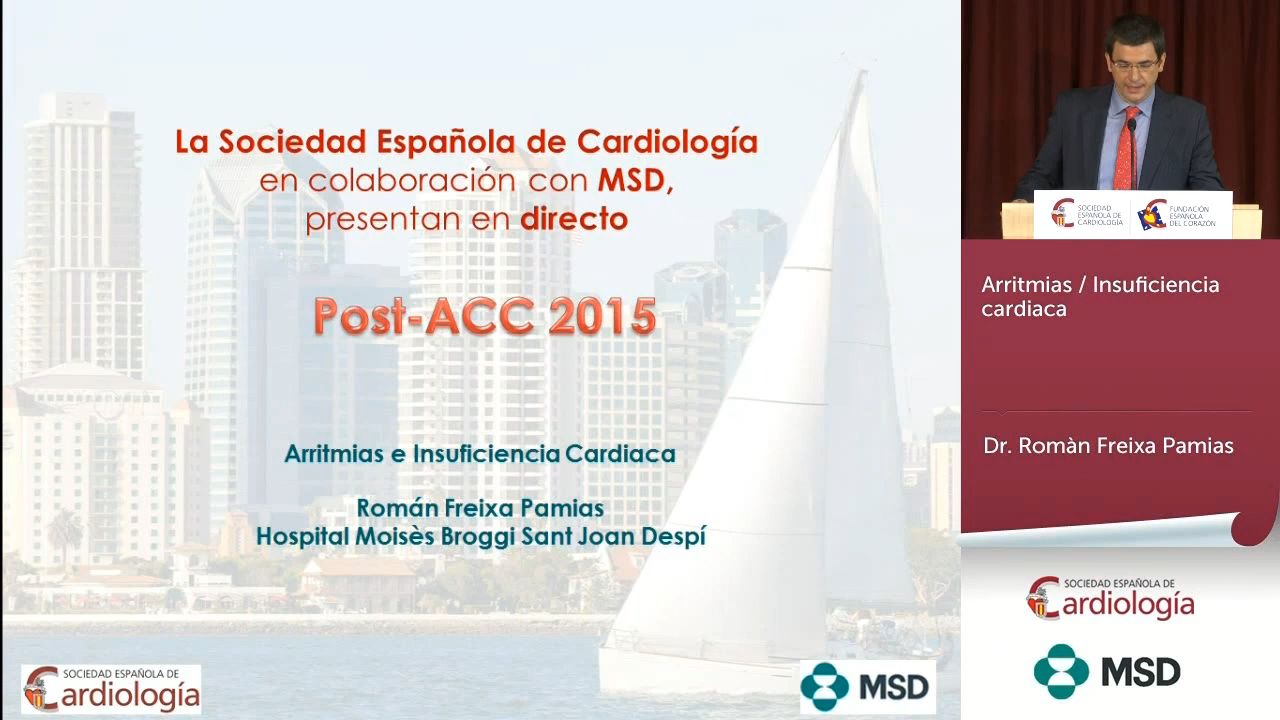 La Sociedad Española de Cardiología
en colaboración con MSD,
presentan en directo
Post-ACC 2015
Arritmias e Insuficiencia Cardiaca
Román Freixa Pamias
Hospital Moisès Broggi Sant Joan Despí
SOCIEDAD ESPAÑOLA DE
Cardiología
MSD
SOCIEDAD
ESPAÑOLA DE
CARDIOLOGÍA
FUNDACIÓN
ESPAÑOLA
DEL CORAZÓN
Arritmias / Insuficiencia
cardiaca
Dr. Romàn Freixa Pamias
SOCIEDAD ESPAÑOLA DE
Cardiología
MSD